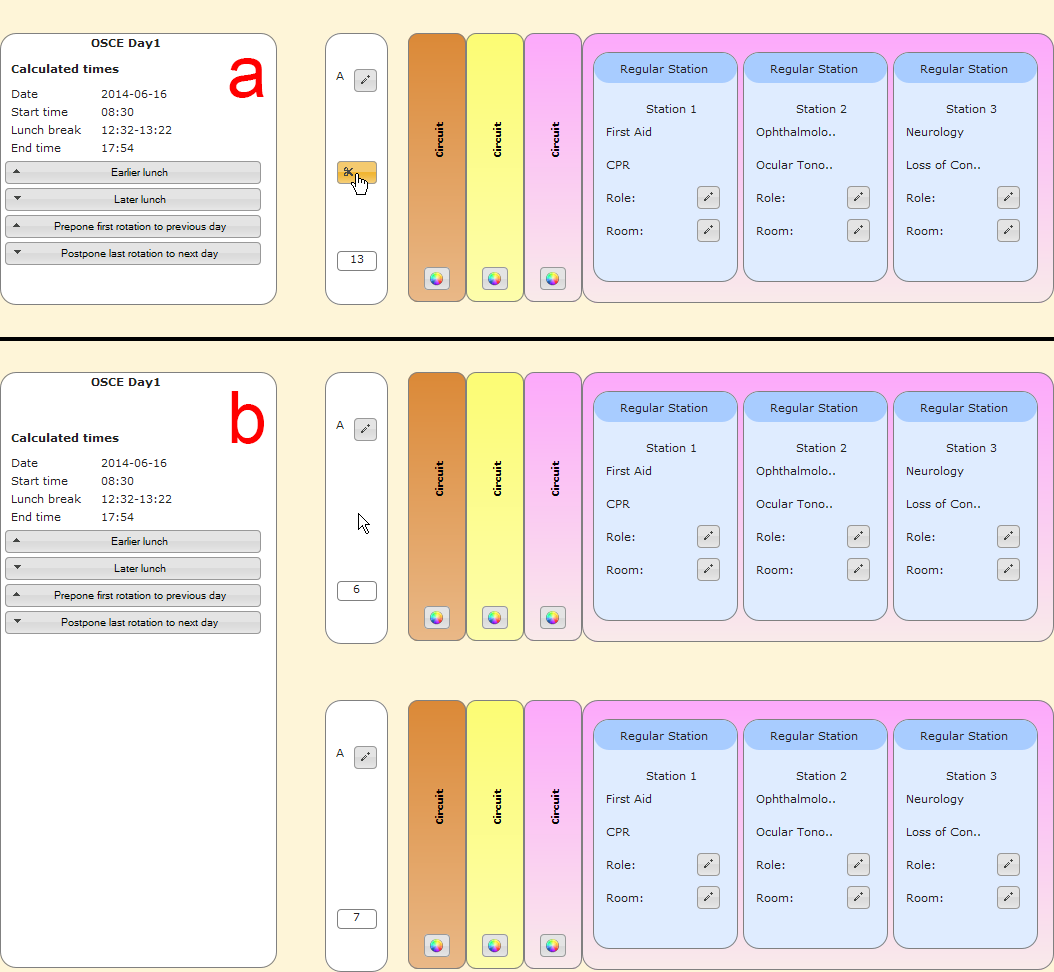 OSCE Day1
a
Calculated times
Date 2014-06-16
Start time 08:30
Lunch break 12:32-13:22
End time 17:54
Earlier lunch
Later lunch
Prepone first rotation to previous day
Postpone last rotation to next day
A
13
Circuit
Circuit
Circuit
Regular Station Regular Station Regular Station
Station 1 Station 2 Station 3
First Aid Ophthalmolo.. Neurology
CPR Ocular Tono.. Loss of Con..
Role: Role: Role:
Room: Room: Room:
OSCE Day1
b
Calculated times
Date 2014-06-16
Start time 08:30
Lunch break 12:32-13:22
End time 17:54
Earlier lunch
Later lunch
Prepone first rotation to previous day
Postpone last rotation to next day
A
6
Circuit
Circuit
Circuit
Regular Station Regular Station Regular Station
Station 1 Station 2 Station 3
First Aid Ophthalmolo.. Neurology
CPR Ocular Tono.. Loss of Con..
Role: Role: Role:
Room: Room: Room:
A
7
Circuit
Circuit
Circuit
Regular Station Regular Station Regular Station
Station 1 Station 2 Station 3
First Aid Ophthalmolo.. Neurology
CPR Ocular Tono.. Loss of Con..
Role: Role: Role:
Room: Room: Room: